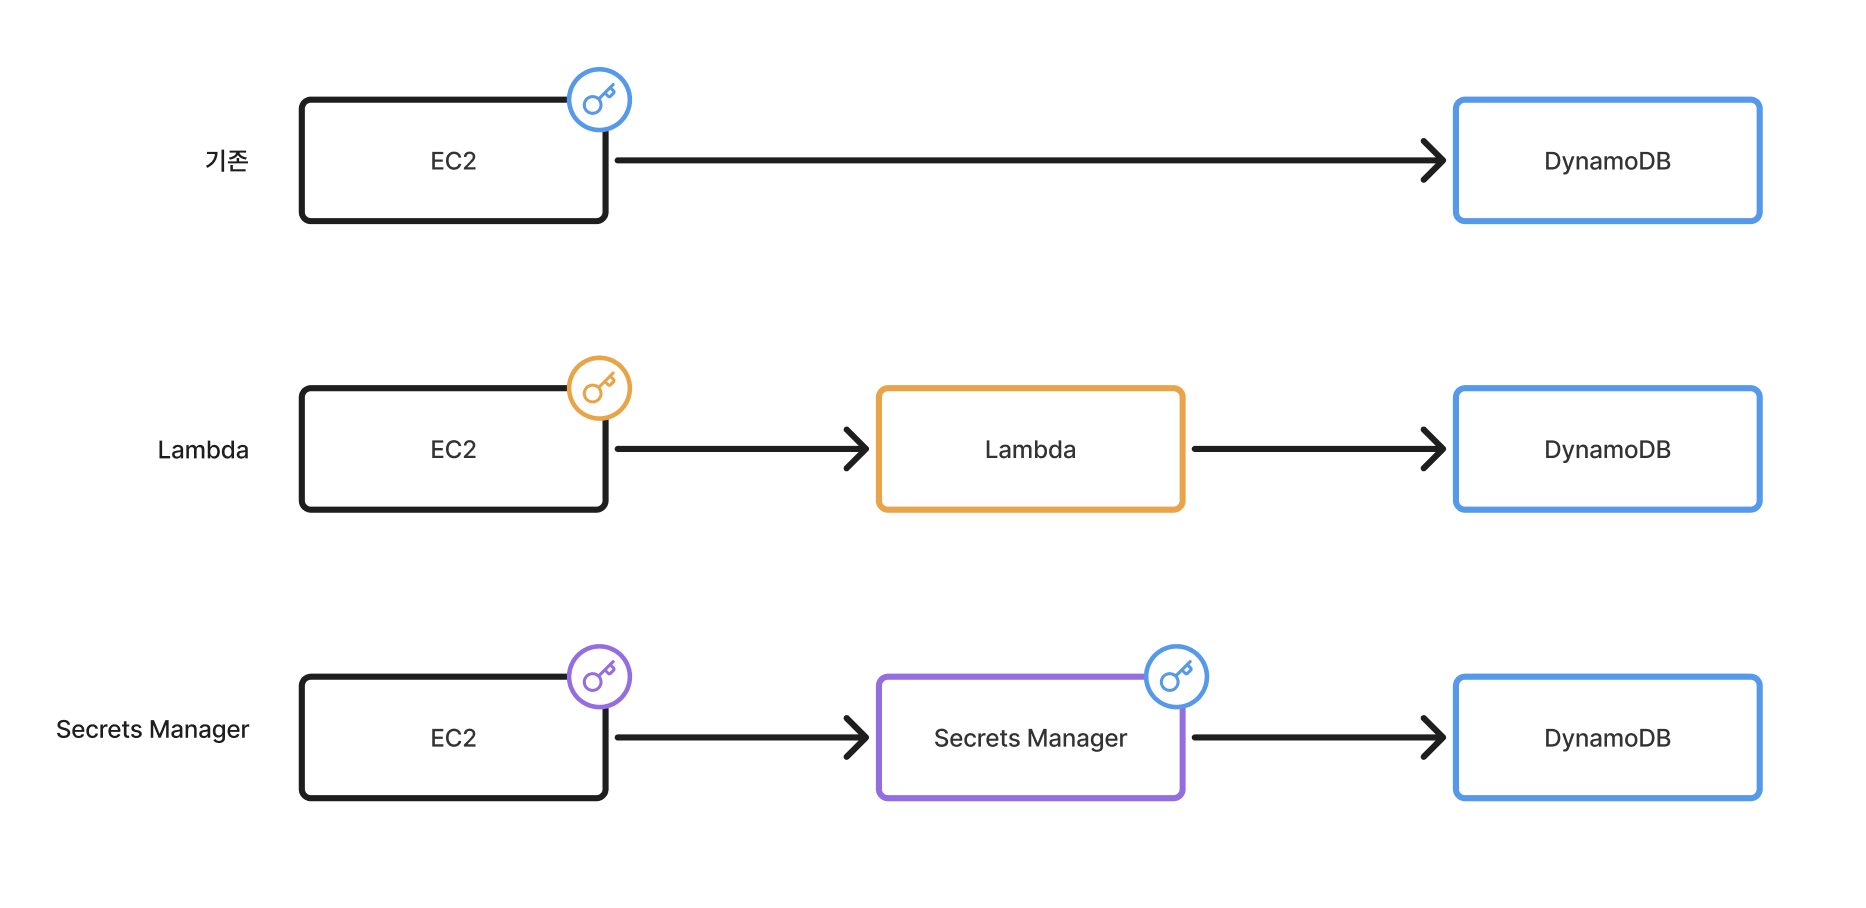 기존
EC2
DynamoDB
Lambda
EC2
Lambda
DynamoDB
Secrets Manager
EC2
Secrets Manager
DynamoDB